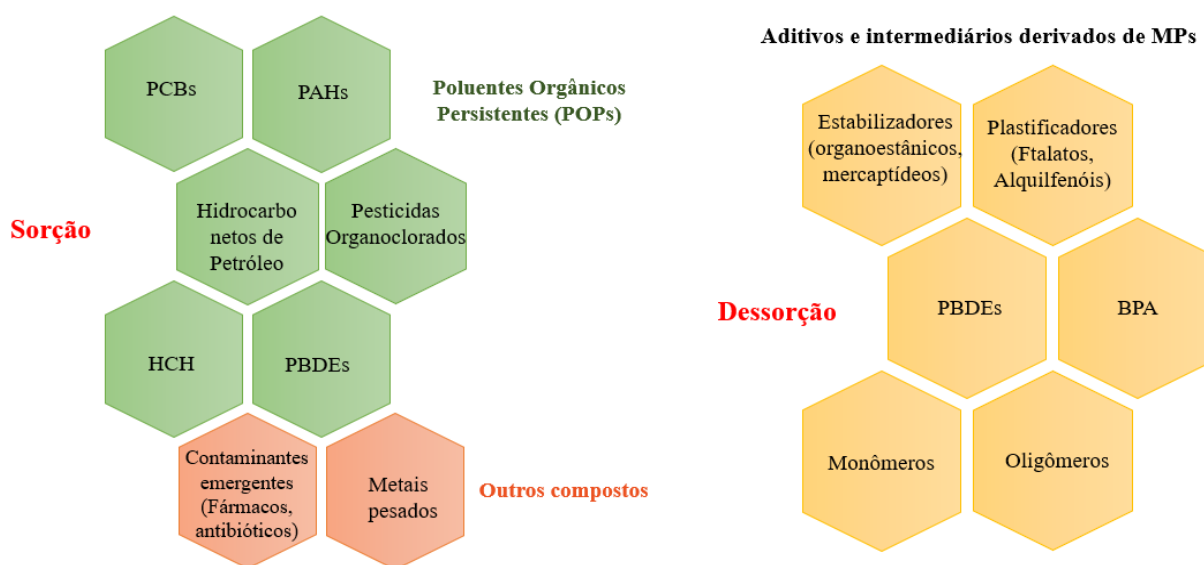 PCBs
PAHs
Poluentes Orgânicos
Persistentes (POPs)
Sorção
Hidrocarbo
netos de
Petróleo
Pesticidas
Organoclorados
HCH
PBDEs
Contaminantes
emergentes
(Fármacos,
antibióticos)
Metais
pesados
Outros compostos
Aditivos e intermediários derivados de MPs
Estabilizadores
(organoestânicos,
mercaptídeos)
Plastificadores
(Ftalatos,
Alquilfenóis)
Dessorção
PBDEs
BPA
Monômeros
Oligômeros